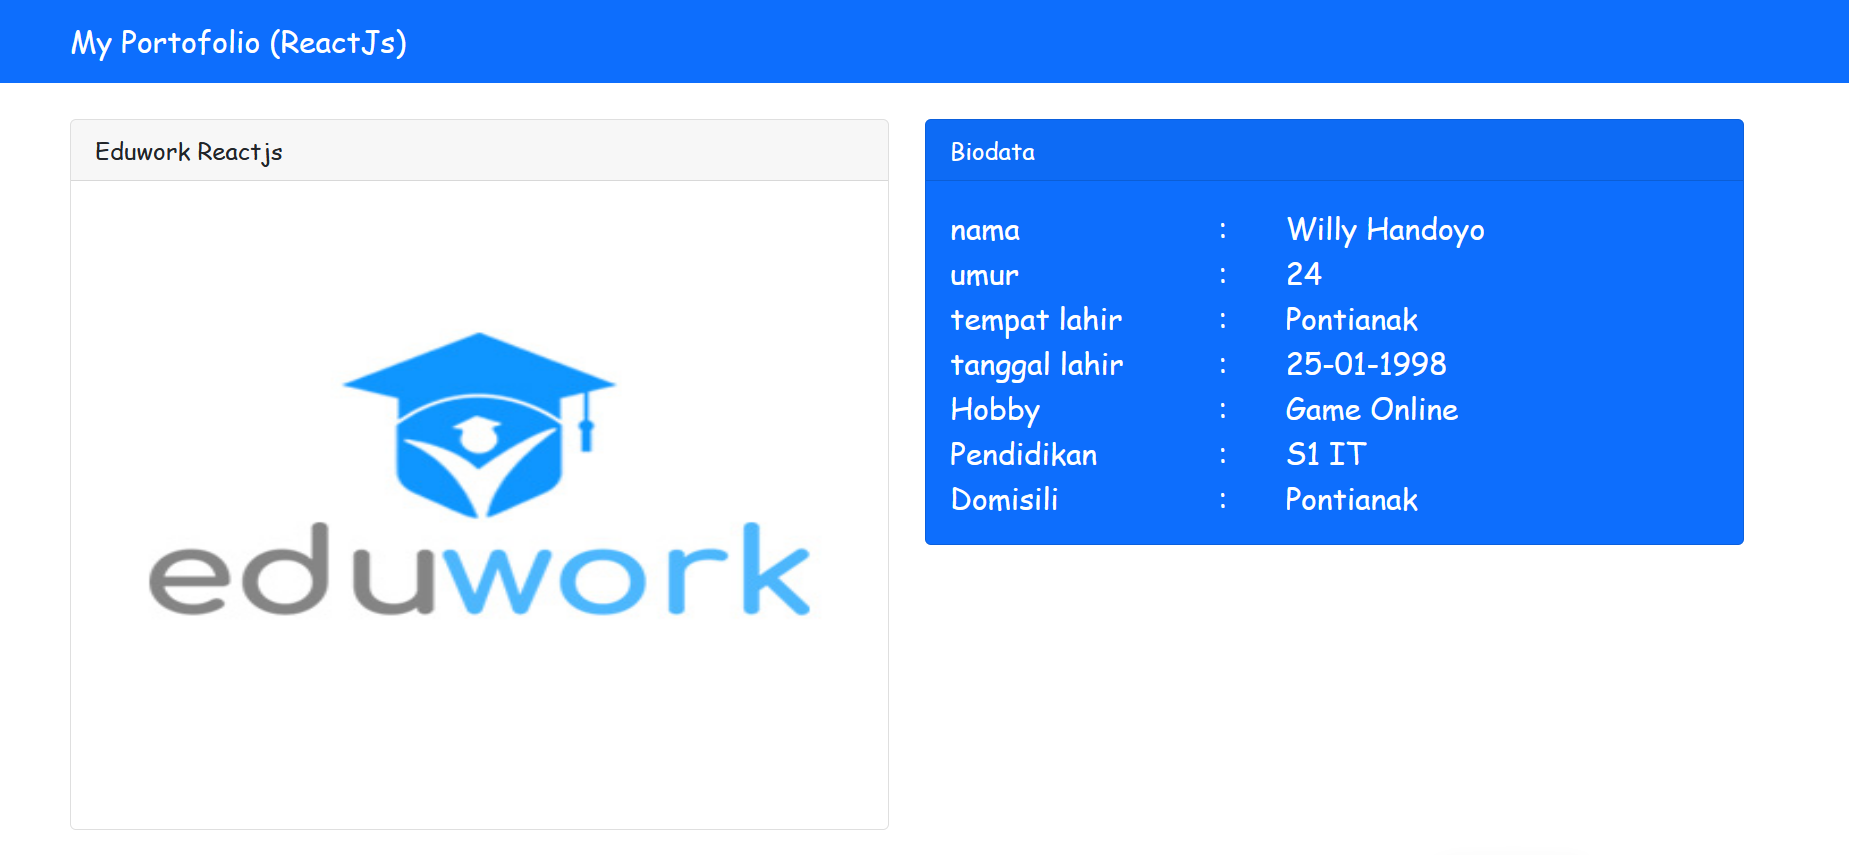 My Portofolio (ReactJs)
Eduwork Reactjs
eduwork
Biodata
nama : Willy Handoyo
umur : 24
tempat lahir : Pontianak
tanggal lahir : 25-01-1998
Hobby : Game Online
Pendidikan : S1 IT
Domisili : Pontianak